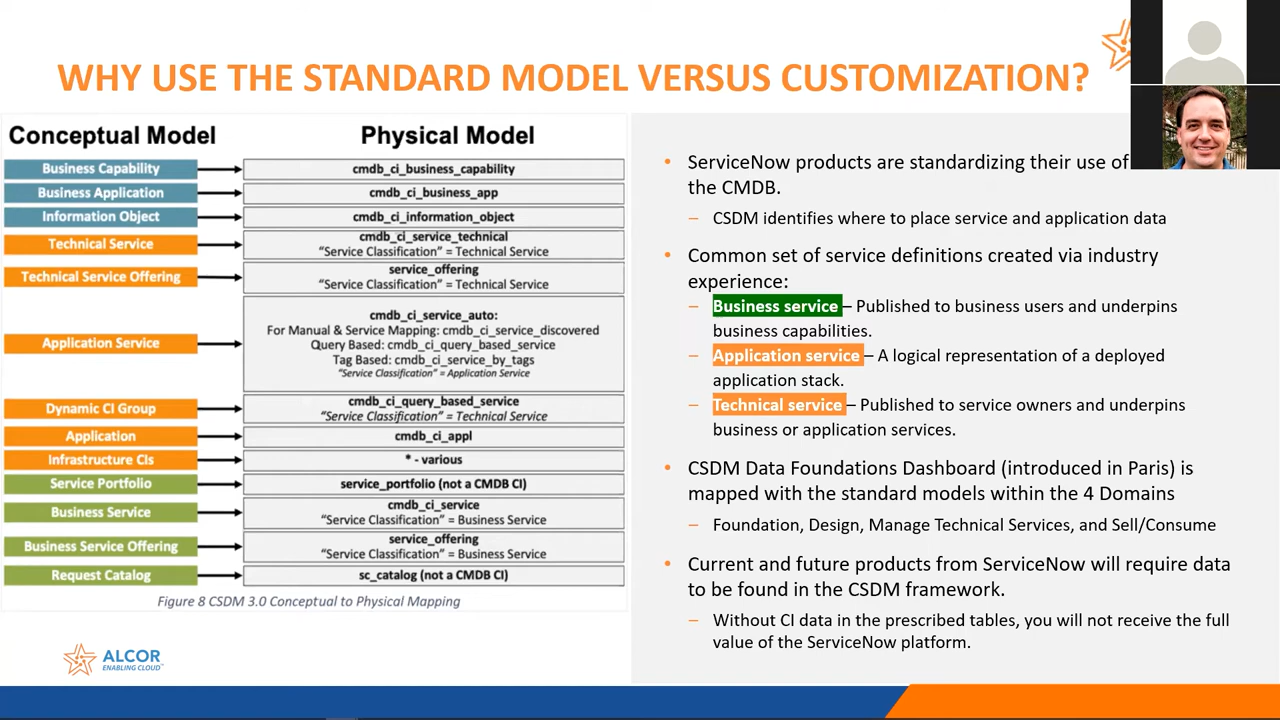 WHY USE THE STANDARD MODEL VERSUS CUSTOMIZATION?
Conceptual Model
Physical Model
Business Capability
cmdb_ci_business_capability
Business Application
cmdb_ci_business_app
Information Object
cmdb_ci_information_object
Technical Service
cmdb_ci_service_technical
“Service Classification” = Technical Service
Technical Service Offering
service_offering
“Service Classification” = Technical Service
Application Service
cmdb_ci_service_auto:
For Manual & Service Mapping: cmdb_ci_service_discovered
Query Based: cmdb_ci_query_based_service
Tag Based: cmdb_ci_service_by_tags
“Service Classification” = Application Service
Dynamic CI Group
cmdb_ci_query_based_service
“Service Classification” = Technical Service
Application
cmdb_ci_appl
Infrastructure CIs
* - various
Service Portfolio
service_portfolio (not a CMDB CI)
Business Service
cmdb_ci_service
“Service Classification” = Business Service
Business Service Offering
service_offering
“Service Classification” = Business Service
Request Catalog
sc_catalog (not a CMDB CI)
Figure 8 CSDM 3.0 Conceptual to Physical Mapping
• ServiceNow products are standardizing their use of
the CMDB.
– CSDM identifies where to place service and application data
• Common set of service definitions created via industry
experience:
– Business service – Published to business users and underpins
business capabilities.
– Application service – A logical representation of a deployed
application stack.
– Technical service – Published to service owners and underpins
business or application services.
• CSDM Data Foundations Dashboard (introduced in Paris) is
mapped with the standard models within the 4 Domains
– Foundation, Design, Manage Technical Services, and Sell/Consume
• Current and future products from ServiceNow will require data
to be found in the CSDM framework.
– Without CI data in the prescribed tables, you will not receive the full
value of the ServiceNow platform.
ALCOR
ENABLING CLOUD™